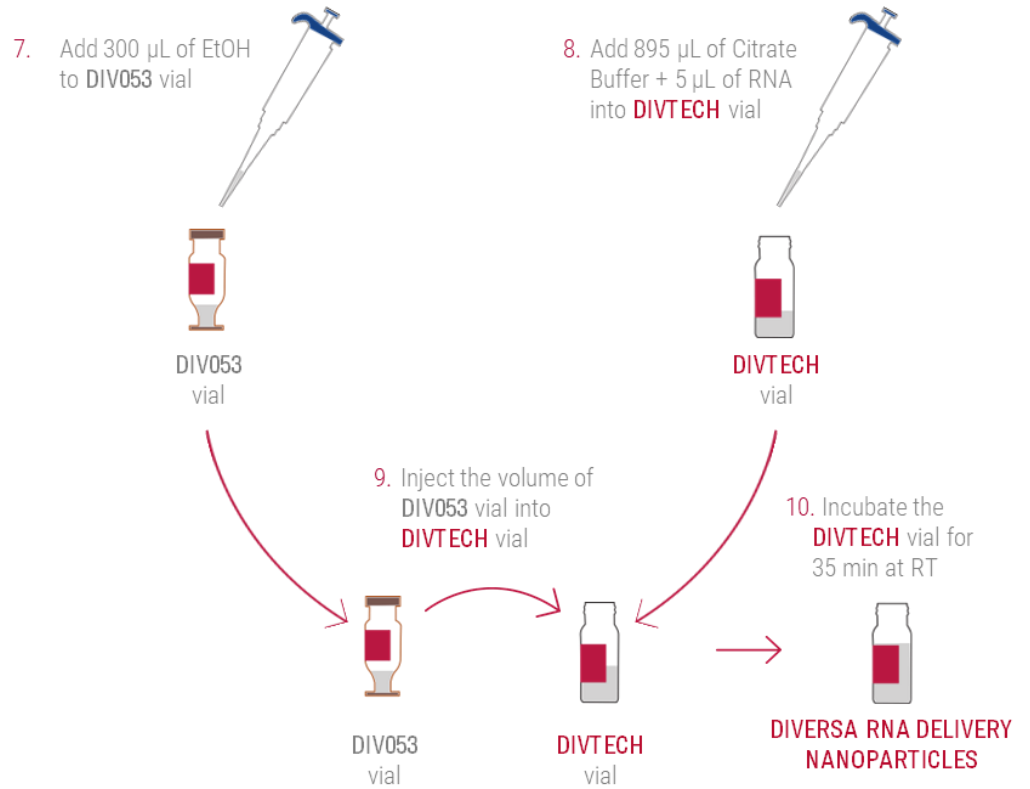 7. Add 300 µL of EtOH
to DIV053 vial
8. Add 895 µL of Citrate
Buffer + 5 µL of RNA
into DIVTECH vial
DIV053
vial
DIVTECH
vial
9. Inject the volume of
DIV053 vial into
DIVTECH vial
10. Incubate the
DIVTECH vial for
35 min at RT
DIV053
vial
DIVTECH
vial
DIVERSA RNA DELIVERY
NANOPARTICLES